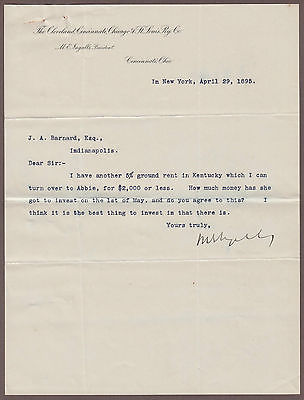 The Cleveland, Cincinnati, Chicago & St. Louis Ry. Co.
M. E. Ingalls, President.
Cincinnati, Ohio
In New York, April 29, 1895.
J. A. Barnard, Esq.,
Indianapolis.
Dear Sir:-
I have another 5% ground rent in Kentucky which I can
turn over to Abbie, for $2,000 or less. How much money has she
got to invest on the 1st of May, and do you agree to this? I
think it is the best thing to invest in that there is.
Yours truly,
MEIngalls